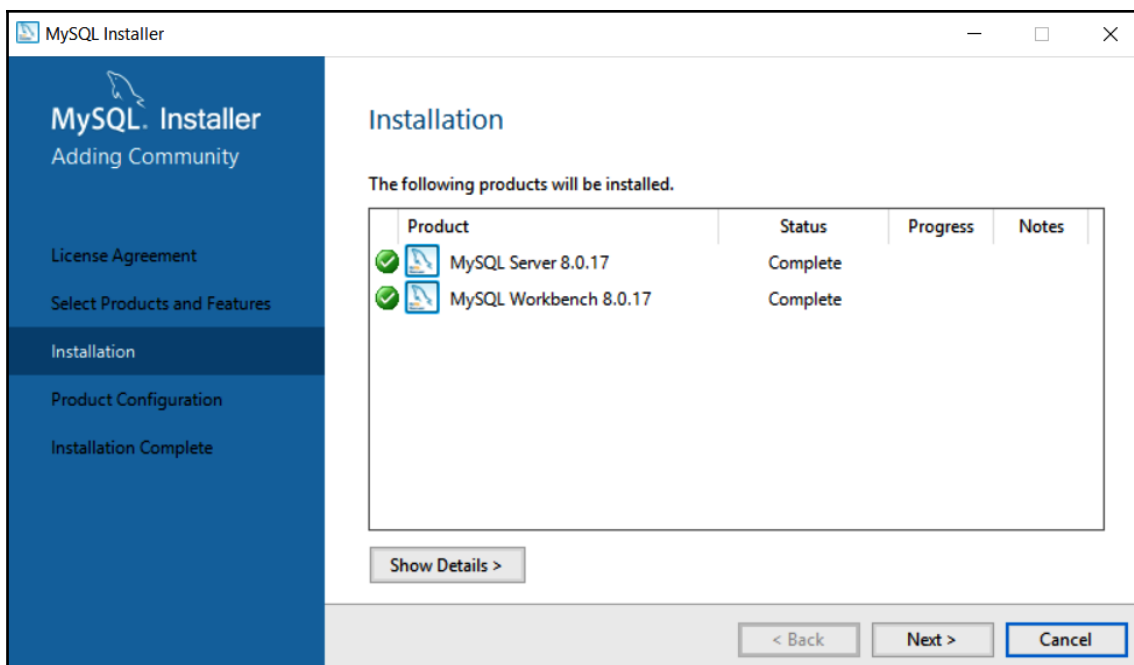 MySQL Installer
MySQL. Installer
Adding Community
License Agreement
Select Products and Features
Installation
Product Configuration
Installation Complete
Installation
The following products will be installed.
Product Status Progress Notes
MySQL Server 8.0.17 Complete
MySQL Workbench 8.0.17 Complete
Show Details >
< Back Next > Cancel